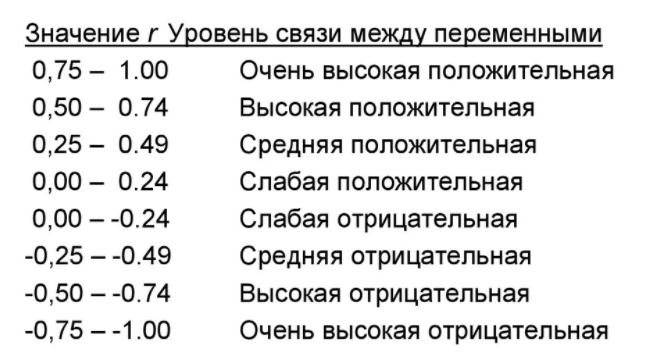 Значение r Уровень связи между переменными
0,75 – 1.00 Очень высокая положительная
0,50 – 0.74 Высокая положительная
0,25 – 0.49 Средняя положительная
0,00 – 0.24 Слабая положительная
0,00 – -0.24 Слабая отрицательная
-0,25 – -0.49 Средняя отрицательная
-0,50 – -0.74 Высокая отрицательная
-0,75 – -1.00 Очень высокая отрицательная